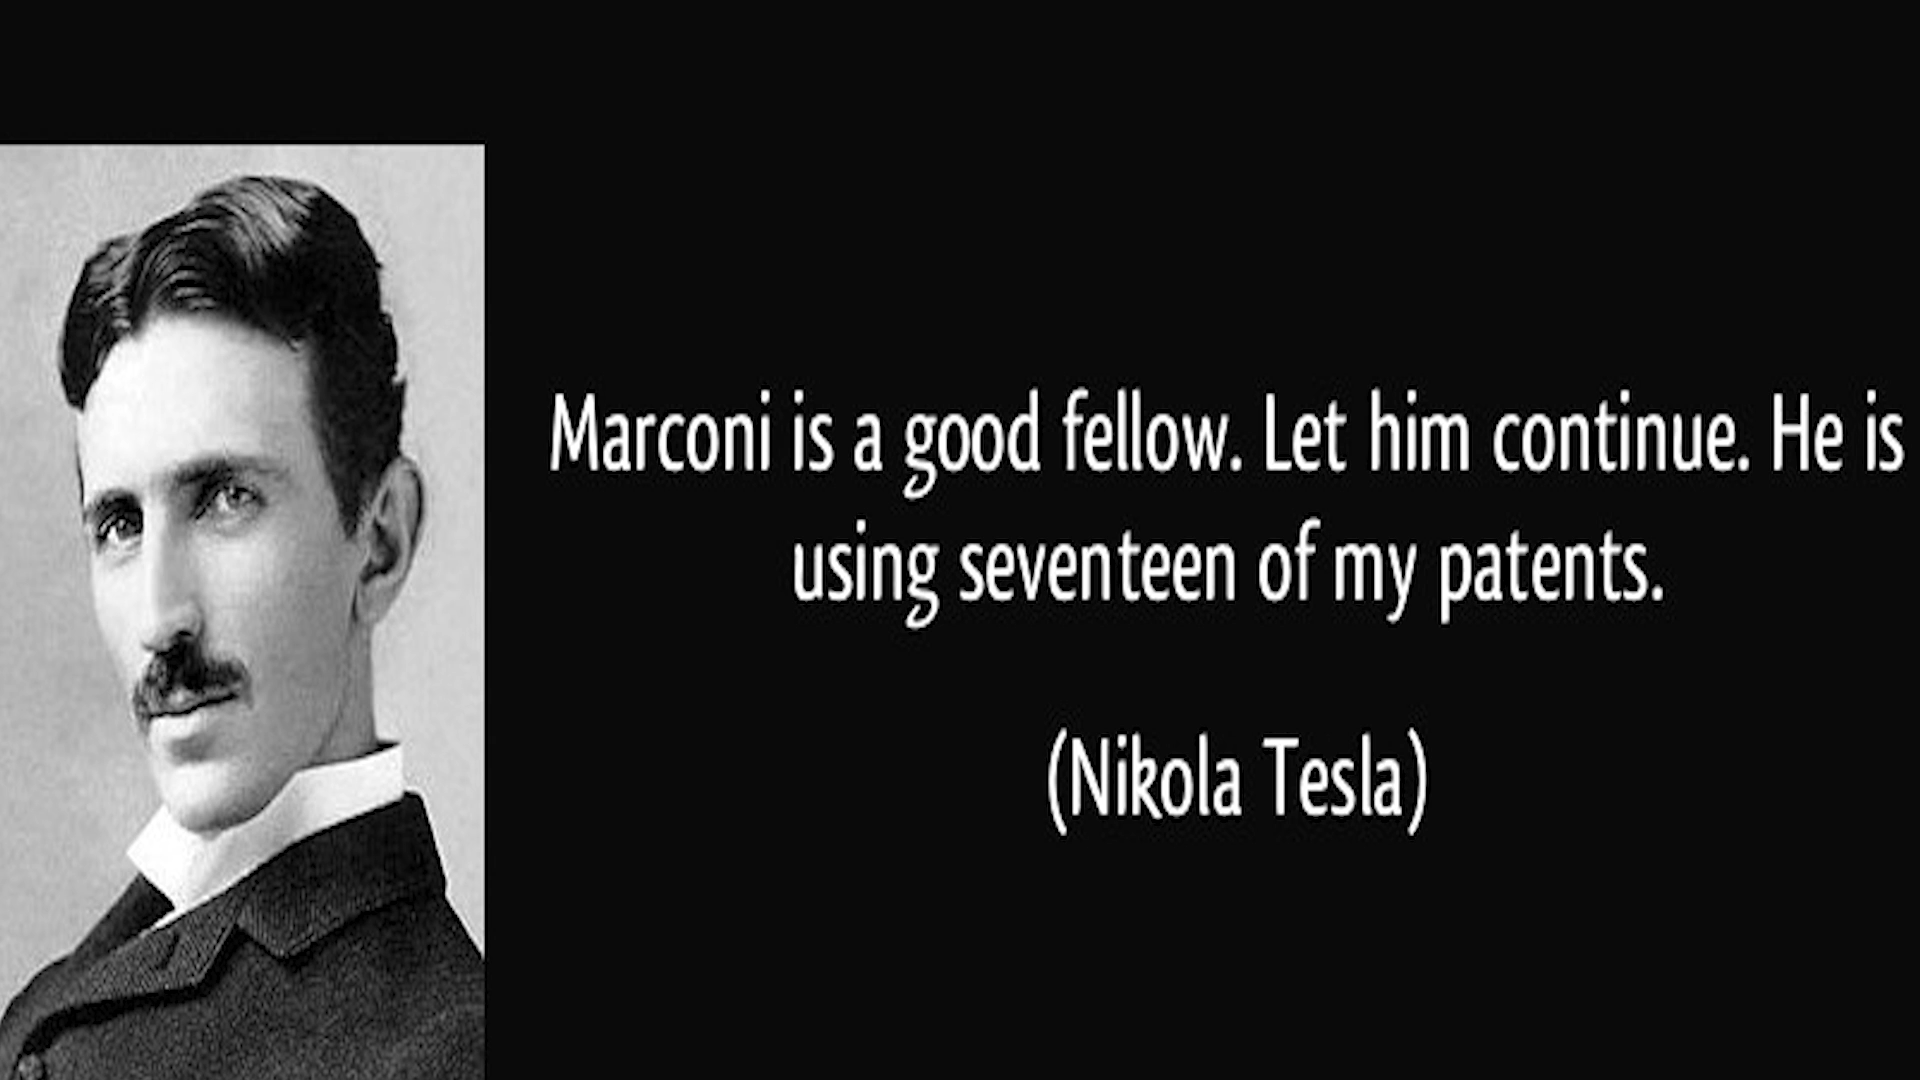 Marconi is a good fellow. Let him continue. He is
using seventeen of my patents.
(Nikola Tesla)